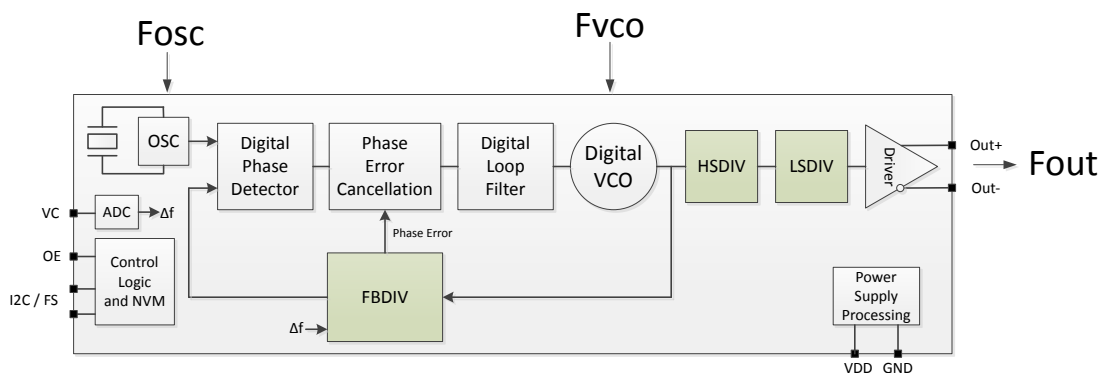 Fosc
Fvco
OSC
Digital
Phase
Detector
Phase
Error
Cancellation
Digital
Loop
Filter
Digital
VCO
HSDIV
LSDIV
Driver
Out+
Out-
Fout
VC
ADC
Δf
Phase Error
OE
I2C / FS
Control
Logic
and NVM
FBDIV
Δf
Power
Supply
Processing
VDD
GND